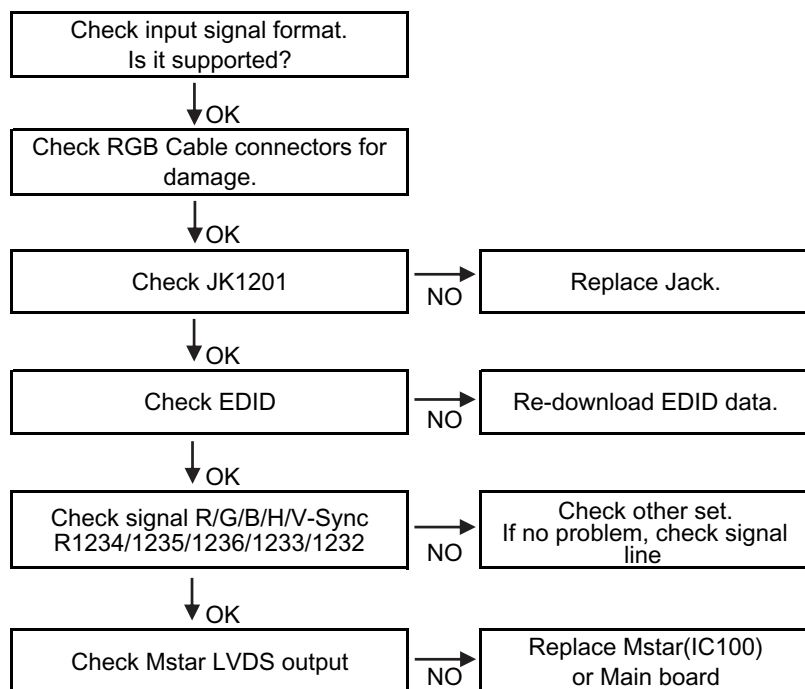 Check input signal format.
Is it supported?
OK
Check RGB Cable connectors for
damage.
OK
Check JK1201
NO
Replace Jack.
OK
Check EDID
NO
Re-download EDID data.
OK
Check signal R/G/B/H/V-Sync
R1234/1235/1236/1233/1232
NO
Check other set.
If no problem, check signal
line
OK
Check Mstar LVDS output
NO
Replace Mstar(IC100)
or Main board